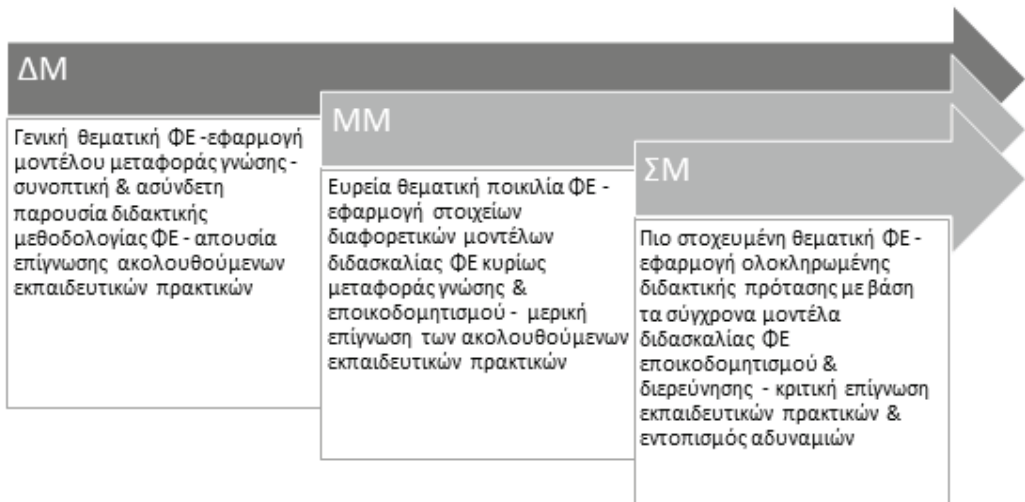 ΔΜ
Γενική θεματική ΦΕ -εφαρμογή
μοντέλου μεταφοράς γνώσης -
συνοπτική & ασύνδετη
παρουσία διδακτικής
μεθοδολογίας ΦΕ - απουσία
επίγνωσης ακολουθούμενων
εκπαιδευτικών πρακτικών
ΜΜ
Ευρεία θεματική ποικιλία ΦΕ -
εφαρμογή στοιχείων
διαφορετικών μοντέλων
διδασκαλίας ΦΕ κυρίως
μεταφοράς γνώσης &
εποικοδομητισμού - μερική
επίγνωση των ακολουθούμενων
εκπαιδευτικών πρακτικών
ΣΜ
Πιο στοχευμένη θεματική ΦΕ -
εφαρμογή ολοκληρωμένης
διδακτικής πρότασης με βάση
τα σύγχρονα μοντέλα
διδασκαλίας ΦΕ
εποικοδομητισμού &
διερεύνησης - κριτική επίγνωση
εκπαιδευτικών πρακτικών &
εντοπισμός αδυναμιών